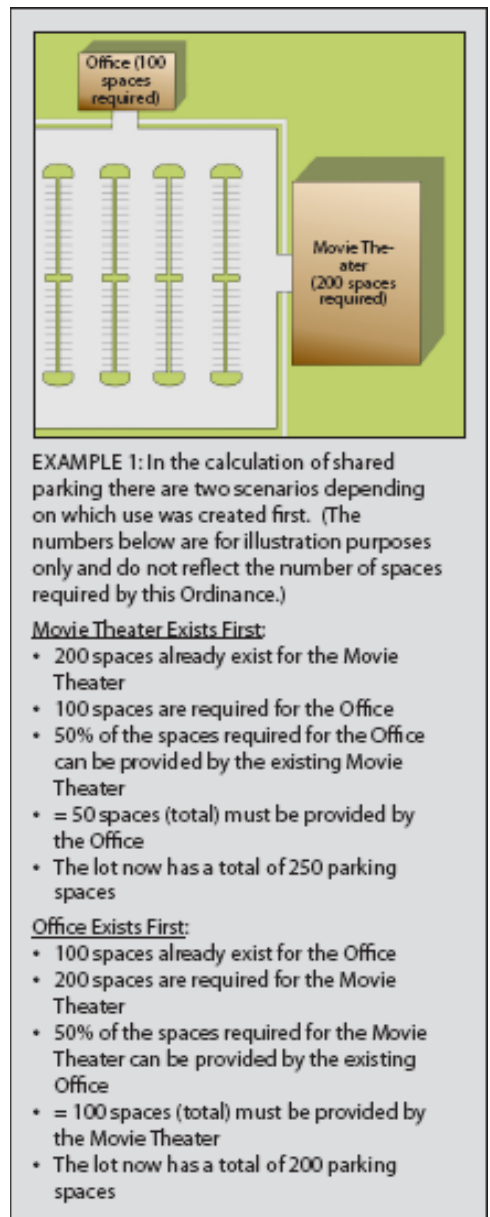 Office (100
spaces
required)
Movie The-
ater
(200 spaces
required)
EXAMPLE 1: In the calculation of shared
parking there are two scenarios depending
on which use was created first.  (The
numbers below are for illustration purposes
only and do not reflect the number of spaces
required by this Ordinance.)
Movie Theater Exists First:
• 200 spaces already exist for the Movie
Theater
• 100 spaces are required for the Office
• 50% of the spaces required for the Office
can be provided by the existing Movie
Theater
• = 50 spaces (total) must be provided by
the Office
• The lot now has a total of 250 parking
spaces
Office Exists First:
• 100 spaces already exist for the Office
• 200 spaces are required for the Movie
Theater
• 50% of the spaces required for the Movie
Theater can be provided by the existing
Office
• = 100 spaces (total) must be provided by
the Movie Theater
• The lot now has a total of 200 parking
spaces